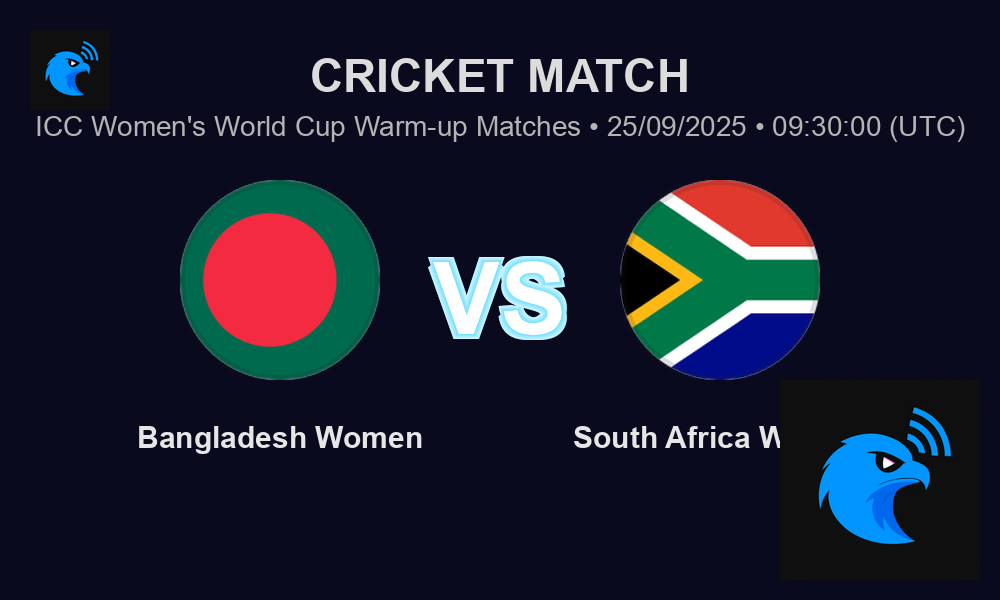 CRICKET MATCH
ICC Women's World Cup Warm-up Matches • 25/09/2025 • 09:30:00 (UTC)
VS
Bangladesh Women
South Africa W